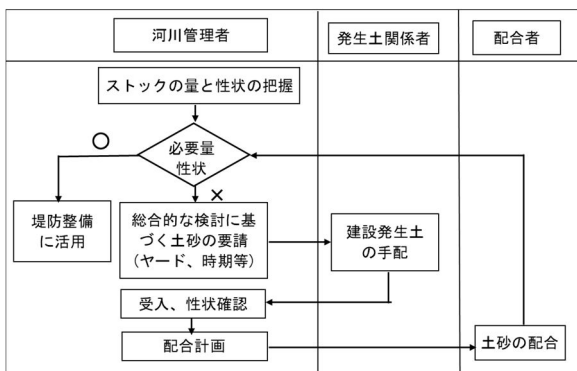 河川管理者
発生土関係者
配合者
ストックの量と性状の把握
必要量
性状
○
×
堤防整備
に活用
総合的な検討に基
づく土砂の要請
(ヤード、時期等)
建設発生土
の手配
受入、性状確認
配合計画
土砂の配合